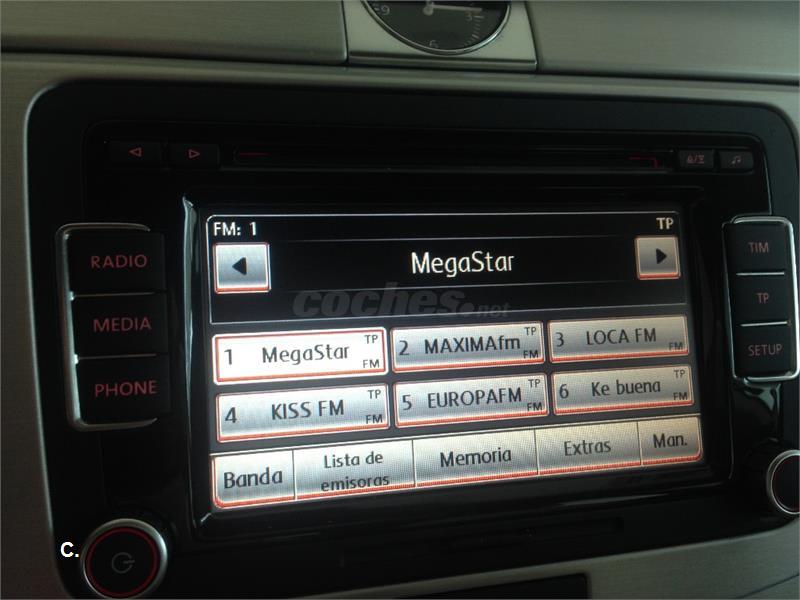 3
6
RADIO
MEDIA
PHONE
FM: 1
TP
MegaStar
coches.net
1 MegaStar TP FM
2 MAXIMAfm TP FM
3 LOCA FM FM
4 KISS FM TP FM
5 EUROPAFM TP FM
6 Ke buena TP FM
Banda
Lista de
emisoras
Memoria
Extras
Man.
TIM
TP
SETUP
C.